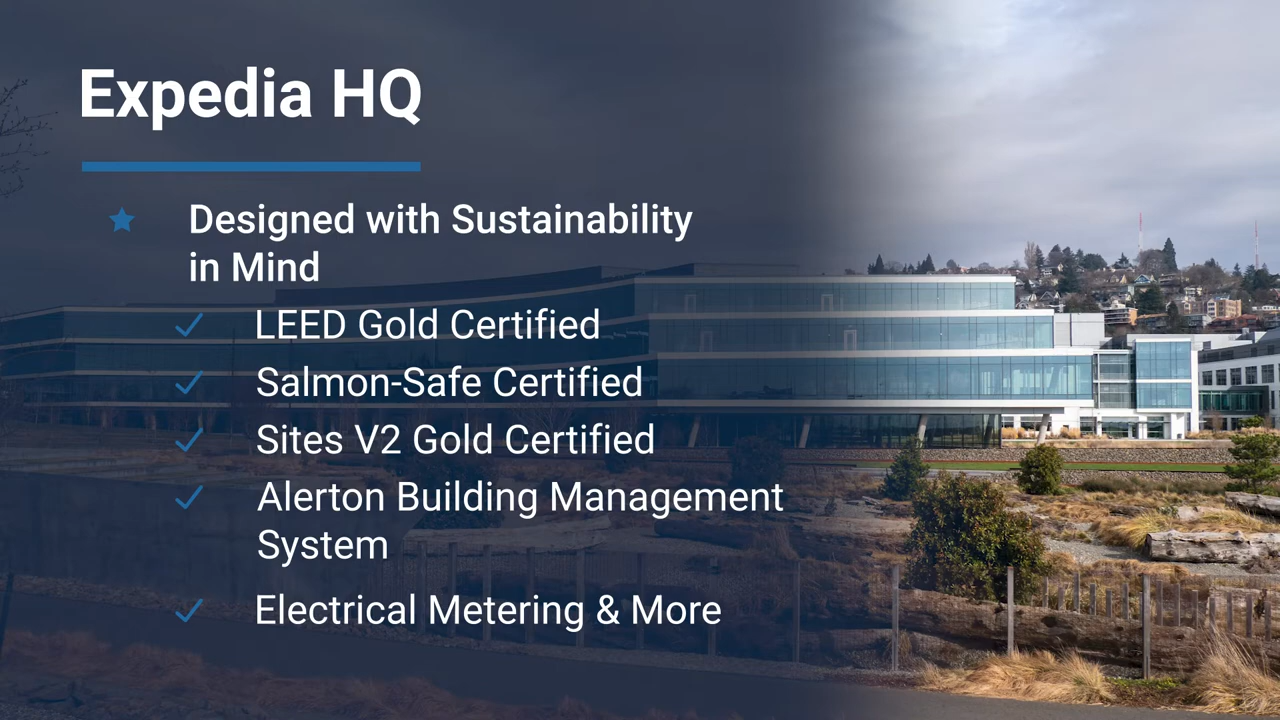 Expedia HQ
Designed with Sustainability
in Mind
LEED Gold Certified
Salmon-Safe Certified
Sites V2 Gold Certified
Alerton Building Management
System
Electrical Metering & More